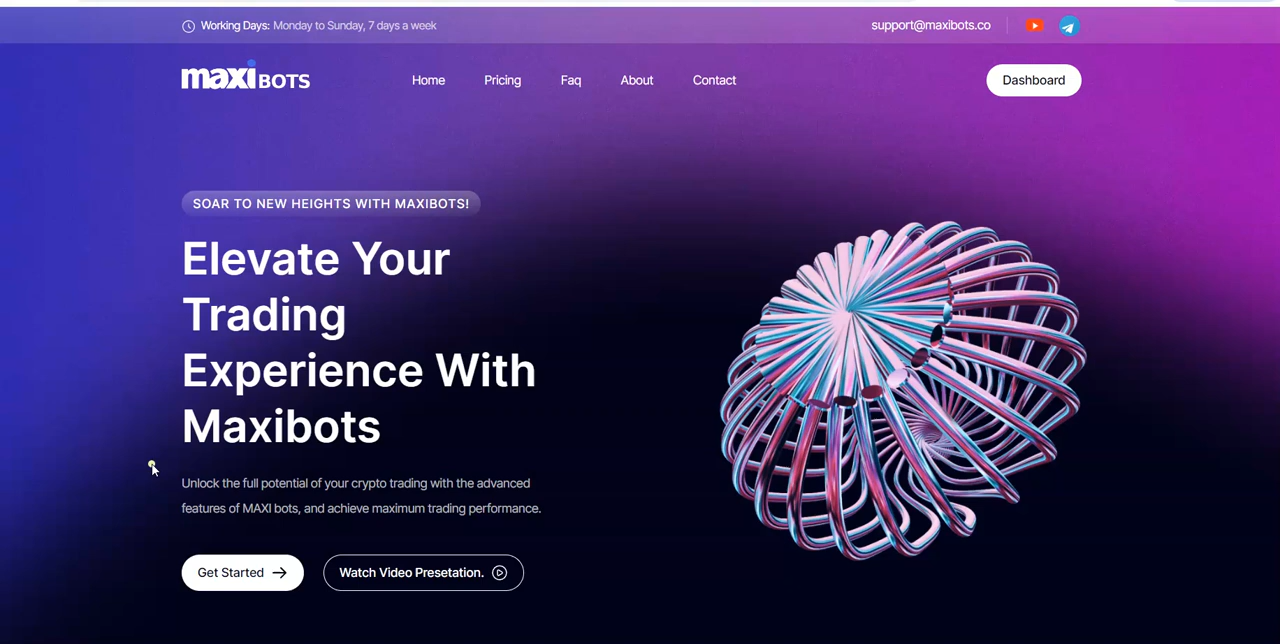 Working Days: Monday to Sunday, 7 days a week
support@maxibots.co
maxi BOTS
Home
Pricing
Faq
About
Contact
Dashboard
SOAR TO NEW HEIGHTS WITH MAXIBOTS!
Elevate Your
Trading
Experience With
Maxibots
Unlock the full potential of your crypto trading with the advanced
features of MAXI bots, and achieve maximum trading performance.
Get Started
Watch Video Presetation.